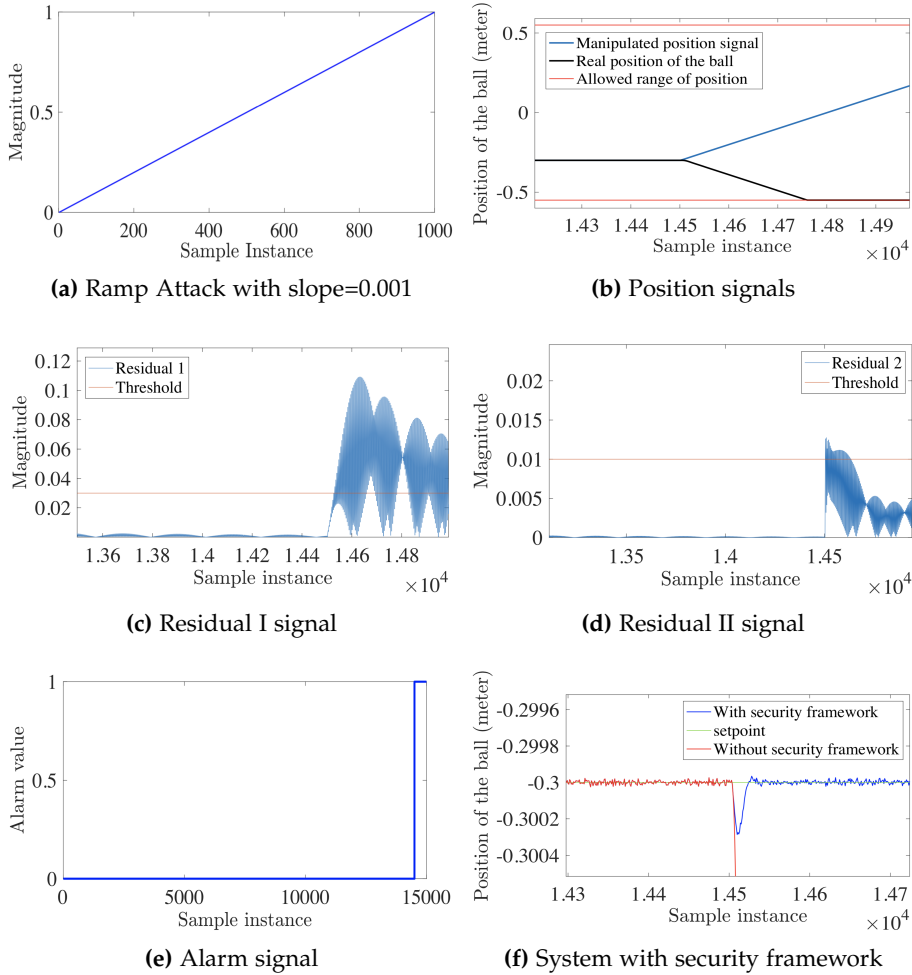 1
0.5
0
Magnitude
0 200 400 600 800 1000
Sample Instance
(a) Ramp Attack with slope=0.001
0.5
0
-0.5
Position of the ball (meter)
Manipulated position signal
Real position of the ball
Allowed range of position
1.43 1.44 1.45 1.46 1.47 1.48 1.49
Sample instance
×10⁴
(b) Position signals
0.12
0.1
0.08
0.06
0.04
0.02
Magnitude
Residual 1
Threshold
1.36 1.38 1.4 1.42 1.44 1.46 1.48
Sample instance
×10⁴
(c) Residual I signal
0.02
0.015
0.01
0.005
0
Magnitude
Residual 2
Threshold
1.35 1.4 1.45
Sample instance
×10⁴
(d) Residual II signal
1
0.5
0
Alarm value
0 5000 10000 15000
Sample instance
(e) Alarm signal
-0.2996
-0.2998
-0.3
-0.3002
-0.3004
Position of the ball (meter)
With security framework
setpoint
Without security framework
1.43 1.44 1.45 1.46 1.47
Sample instance
×10⁴
(f) System with security framework